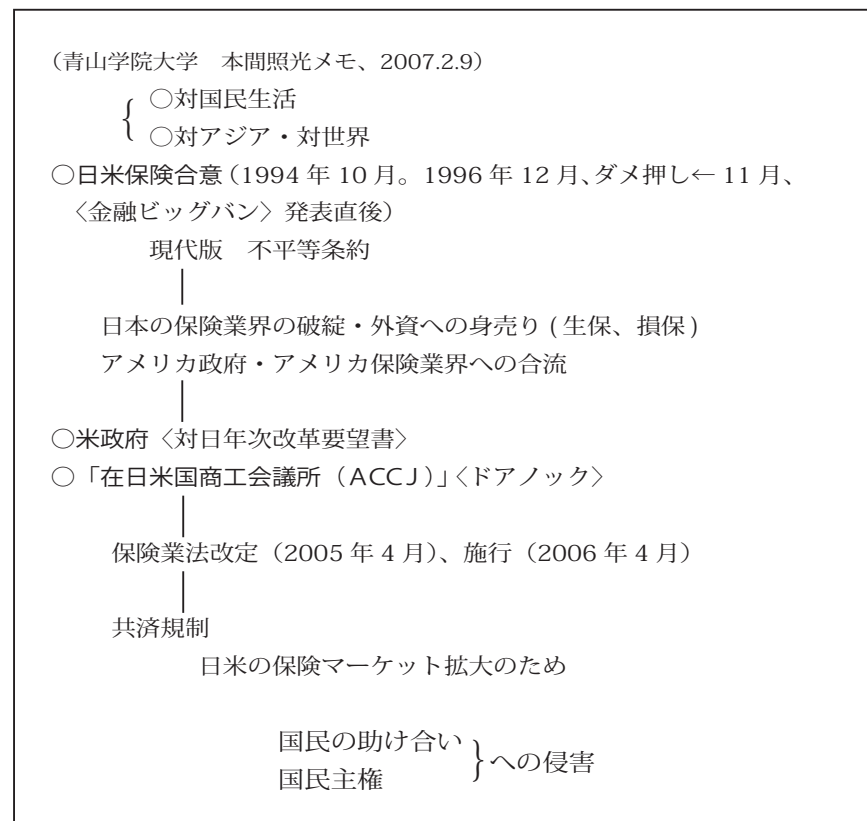 （青山学院大学　本間照光メモ、2007.2.9）
○対国民生活
○対アジア・対世界
○日米保険合意（1994 年 10 月。1996 年 12 月、ダメ押し← 11 月、
〈金融ビッグバン〉発表直後）
現代版　不平等条約
日本の保険業界の破綻・外資への身売り ( 生保、損保 )
アメリカ政府・アメリカ保険業界への合流
○米政府〈対日年次改革要望書〉
○「在日米国商工会議所（ＡＣＣＪ）」〈ドアノック〉
保険業法改定（2005 年 4 月）、施行（2006 年 4 月）
共済規制
日米の保険マーケット拡大のため
国民の助け合い
国民主権
}への侵害